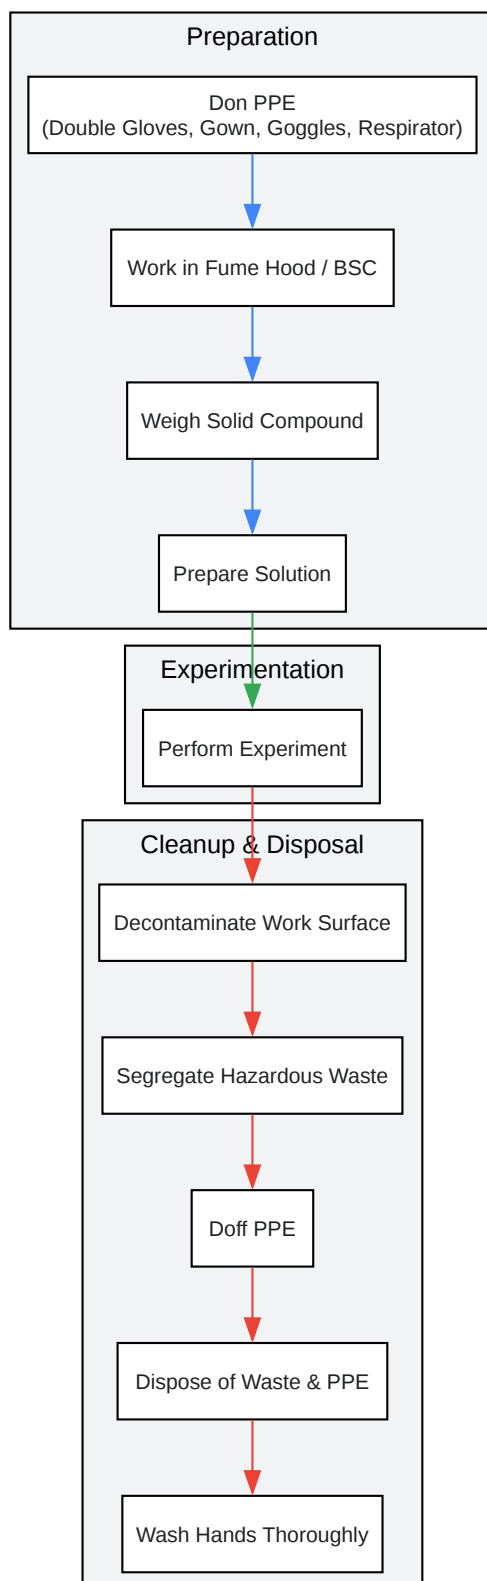 Preparation
Don PPE
(Double Gloves, Gown, Goggles, Respirator)
Work in Fume Hood / BSC
Weigh Solid Compound
Prepare Solution
Experimentation
Perform Experiment
Cleanup & Disposal
Decontaminate Work Surface
Segregate Hazardous Waste
Doff PPE
Dispose of Waste & PPE
Wash Hands Thoroughly